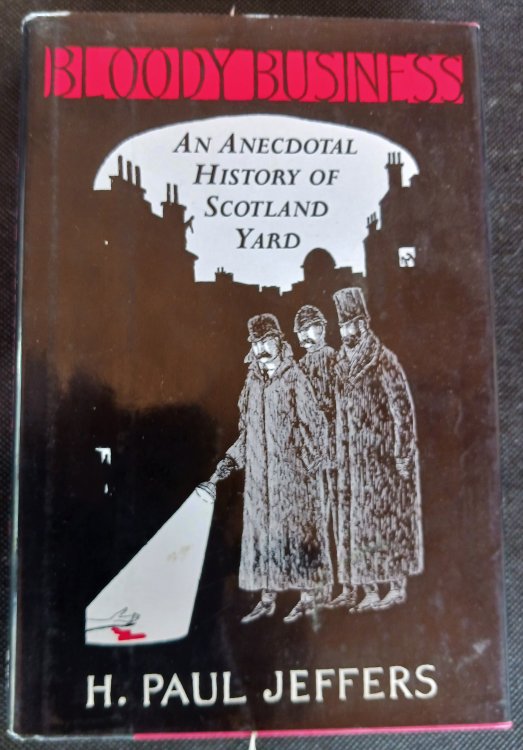 BLOODY BUSINESS
AN ANECDOTAL
HISTORY OF
SCOTLAND
YARD
H. PAUL JEFFERS